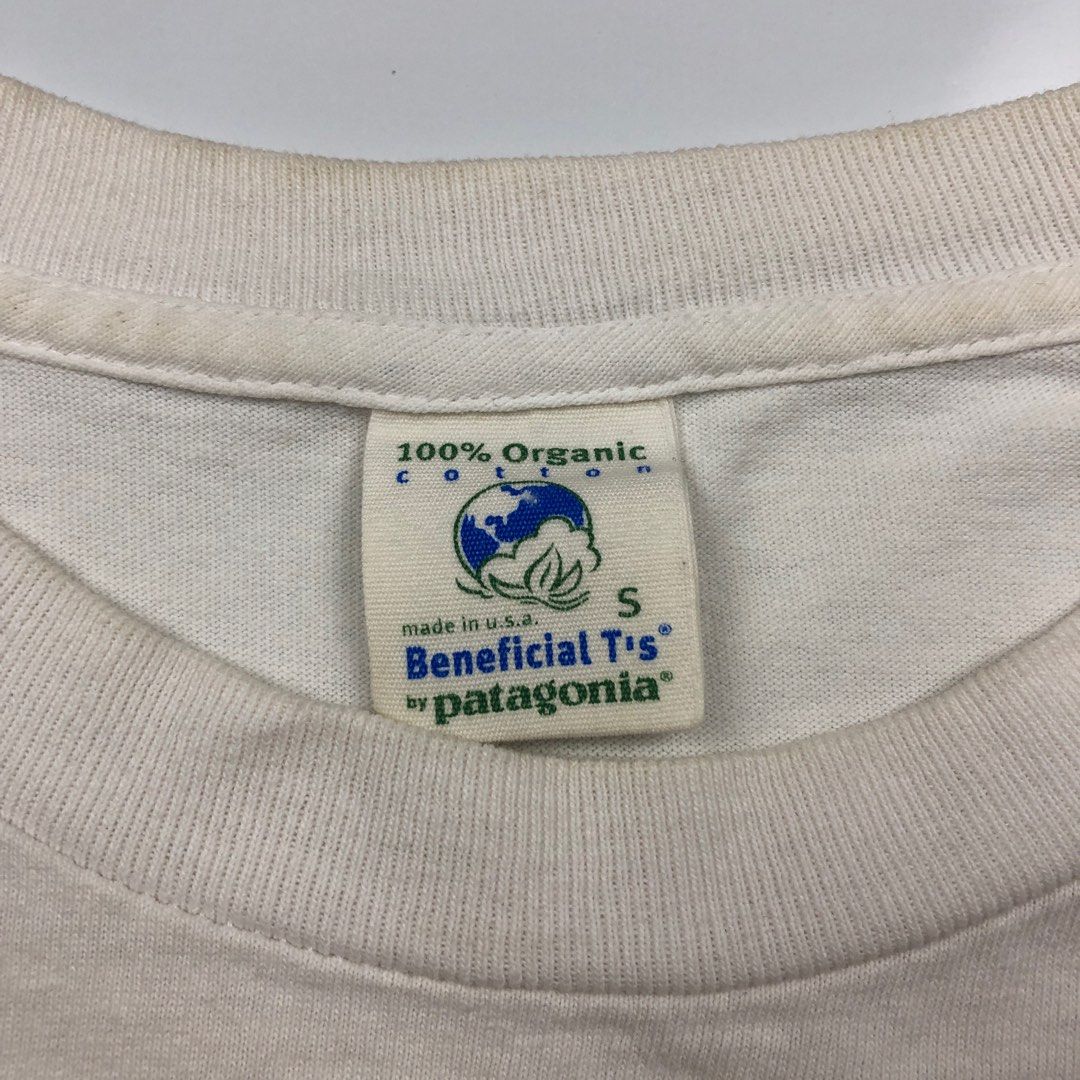 100% Organic
cotton
S
made in u.s.a.
Beneficial T's®
by patagonia®